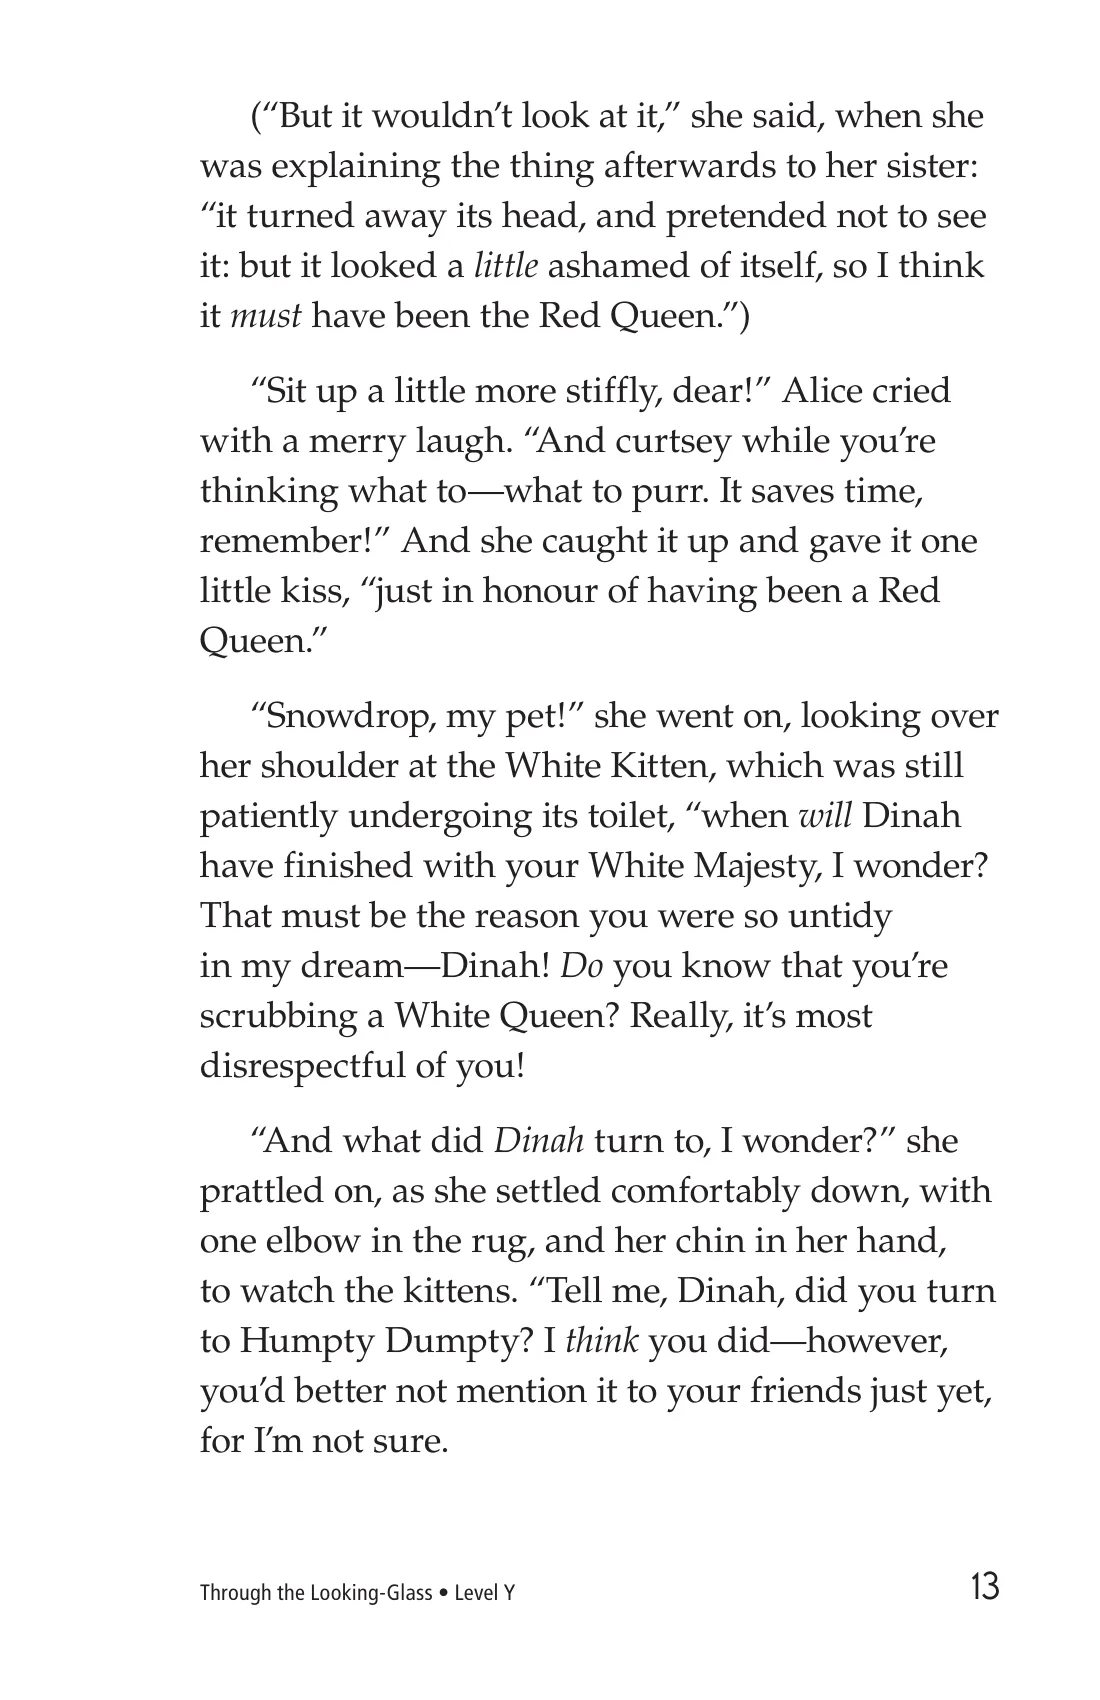 (“But it wouldn’t look at it,” she said, when she
was explaining the thing afterwards to her sister:
“it turned away its head, and pretended not to see
it: but it looked a little ashamed of itself, so I think
it must have been the Red Queen.”)
“Sit up a little more stiffly, dear!” Alice cried
with a merry laugh. “And curtsey while you’re
thinking what to—what to purr. It saves time,
remember!” And she caught it up and gave it one
little kiss, “just in honour of having been a Red
Queen.”
“Snowdrop, my pet!” she went on, looking over
her shoulder at the White Kitten, which was still
patiently undergoing its toilet, “when will Dinah
have finished with your White Majesty, I wonder?
That must be the reason you were so untidy
in my dream—Dinah! Do you know that you’re
scrubbing a White Queen? Really, it’s most
disrespectful of you!
“And what did Dinah turn to, I wonder?” she
prattled on, as she settled comfortably down, with
one elbow in the rug, and her chin in her hand,
to watch the kittens. “Tell me, Dinah, did you turn
to Humpty Dumpty? I think you did—however,
you’d better not mention it to your friends just yet,
for I’m not sure.
Through the Looking-Glass • Level Y 13